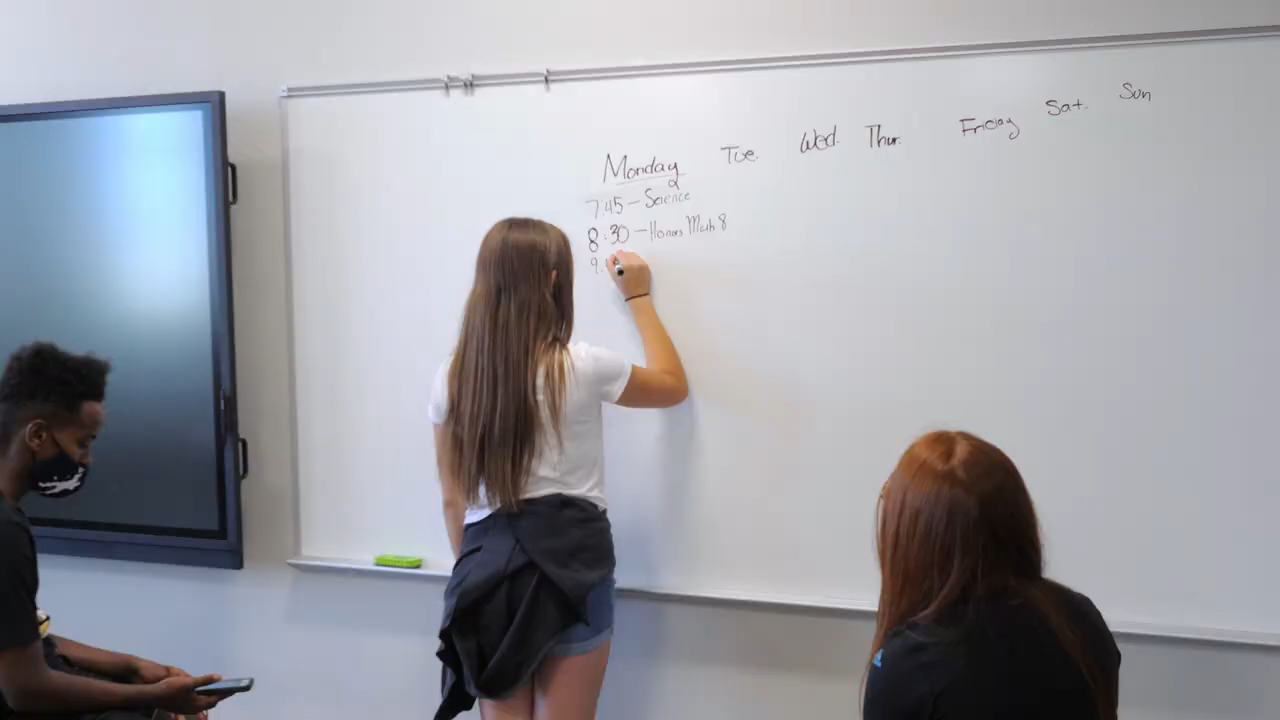 Monday Tue. Wed. Thur. Friday Sat. Sun
7:45 - Science
8:30 - Honors Math 8
9: